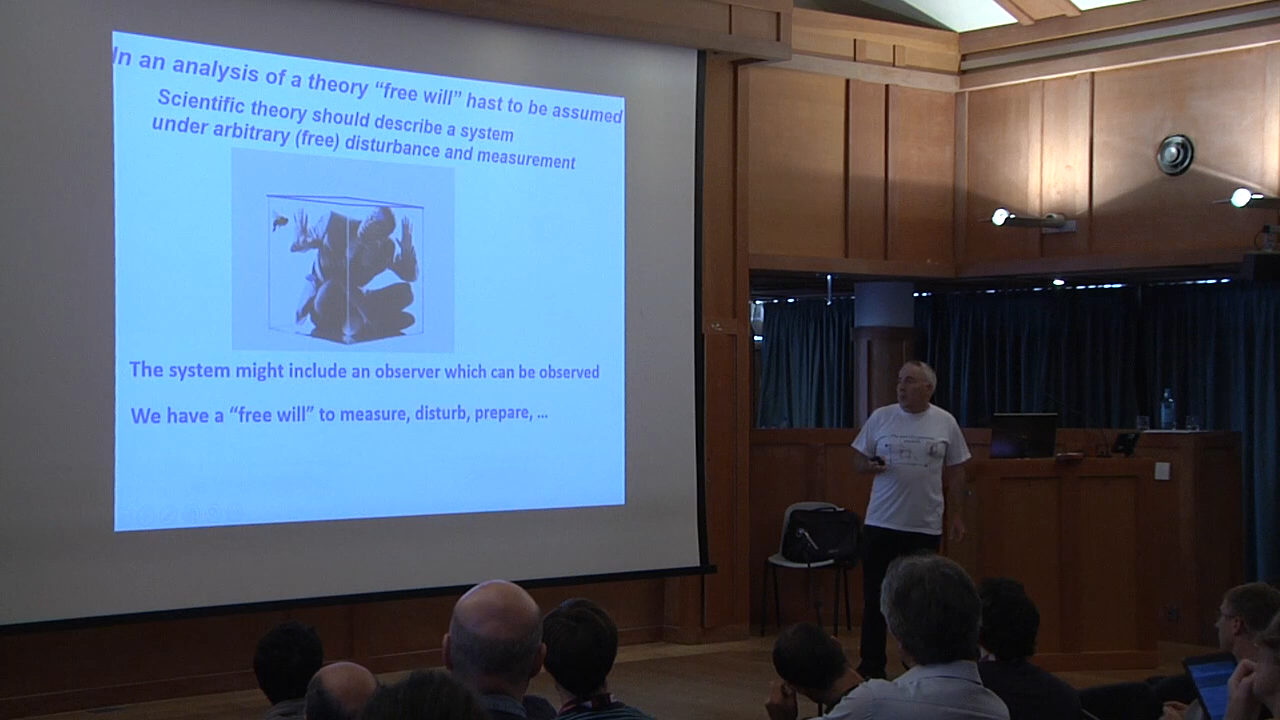 In an analysis of a theory “free will” hast to be assumed
Scientific theory should describe a system
under arbitrary (free) disturbance and measurement
The system might include an observer which can be observed
We have a “free will” to measure, disturb, prepare, ...